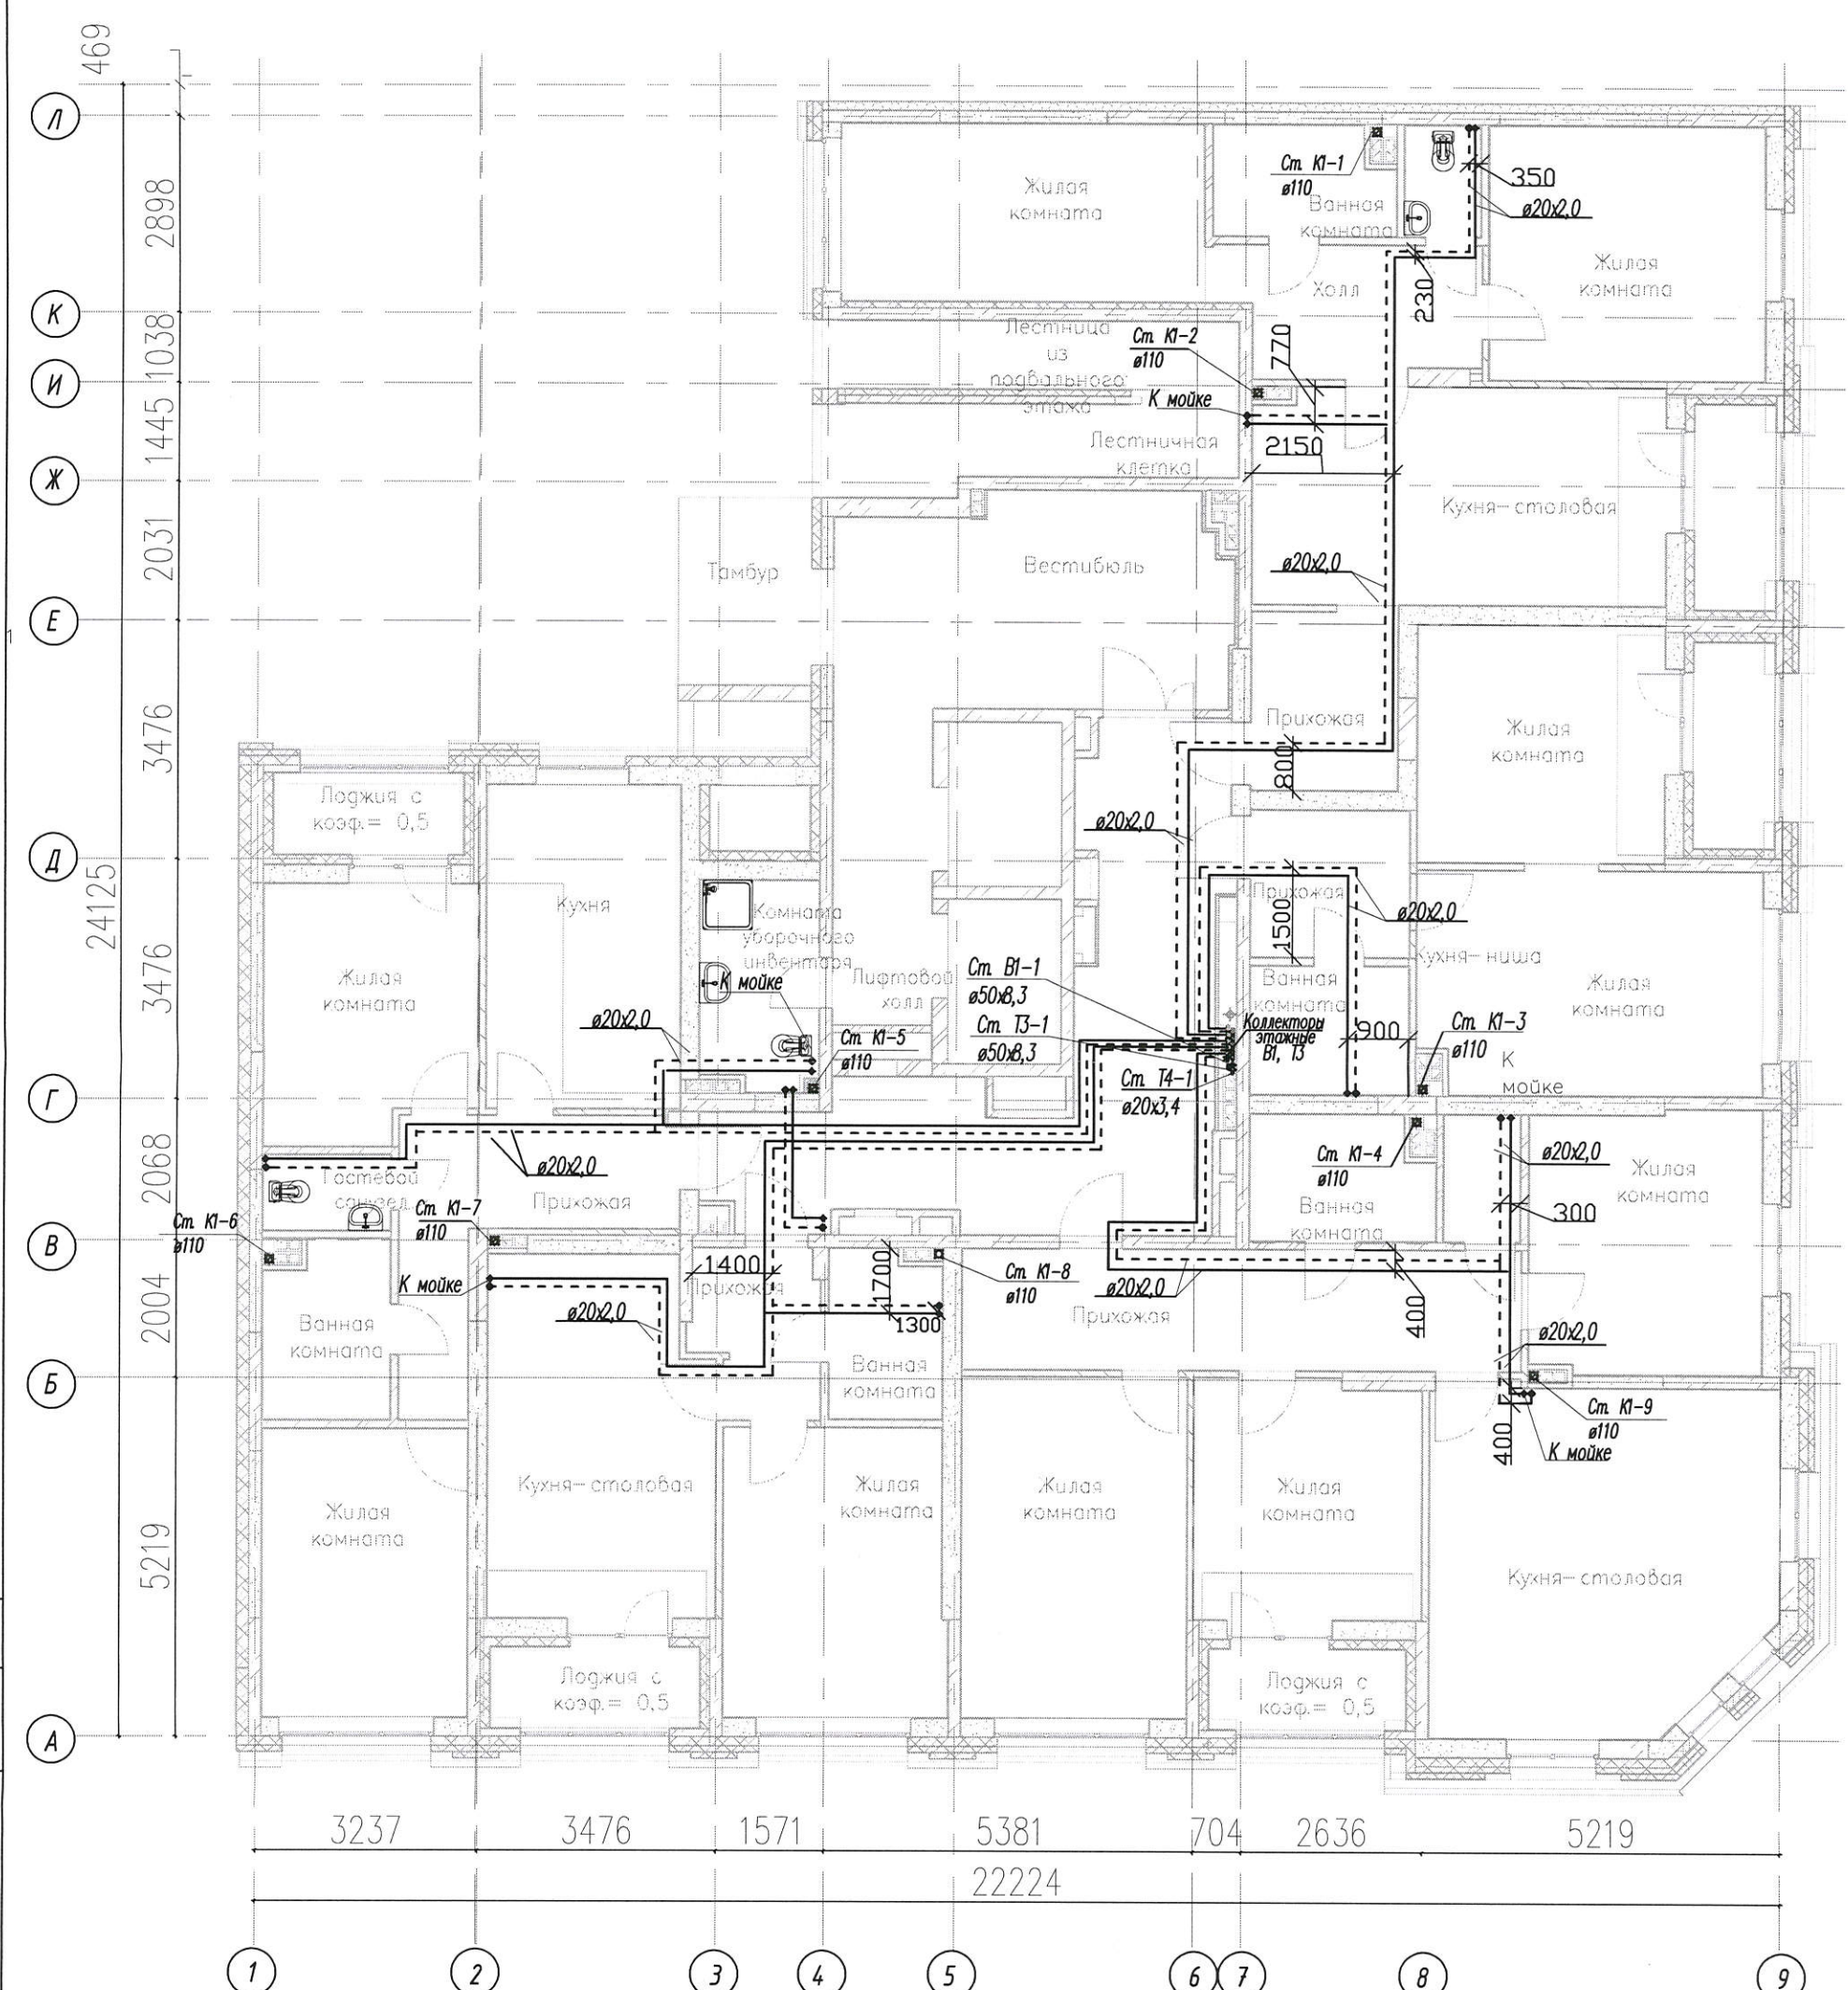 469
Л
2898
К
1038
И
1445
Ж
2031
Е
3476
Д
24125
3476
Г
2068
В
2004
Б
5219
А
Жилая
комната
Ст. К1-1
ø110
Ванная
комната
350
ø20х2,0
Жилая
комната
230
Холл
Лестница
из
подвального
этажа
Ст. К1-2
ø110
770
К мойке
Лестничная
клетка
2150
Кухня-столовая
Тамбур
Вестибюль
ø20х2,0
Прихожая
800
Жилая
комната
Лоджия с
коэф.= 0,5
ø20х2,0
Кухня
Комната
уборочного
инвентаря
К мойке
Прихожая
1500
ø20х2,0
Жилая
комната
Лифтовой
холл
Ст. В1-1
ø50х8,3
Ст. Т3-1
ø50х8,3
Ванная
комната
Кухня-ниша
Жилая
комната
ø20х2,0
Ст. К1-5
ø110
Коллекторы
этажные
В1, Т3
900
Ст. К1-3
ø110
К
мойке
Ст. Т4-1
ø20х3,4
Гостевой
санузел
ø20х2,0
Прихожая
Ст. К1-4
ø110
ø20х2,0
Жилая
комната
Ст. К1-6
ø110
Ст. К1-7
ø110
Ванная
комната
300
К мойке
1400
Прихожая
1700
Ст. К1-8
ø110
ø20х2,0
400
ø20х2,0
1300
Прихожая
ø20х2,0
Ванная
комната
Ванная
комната
Ст. К1-9
ø110
К мойке
400
Жилая
комната
Кухня-столовая
Жилая
комната
Жилая
комната
Жилая
комната
Кухня-столовая
Лоджия с
коэф.= 0,5
Лоджия с
коэф.= 0,5
3237
3476
1571
5381
704
2636
5219
22224
1
2
3
4
5
6
7
8
9
1